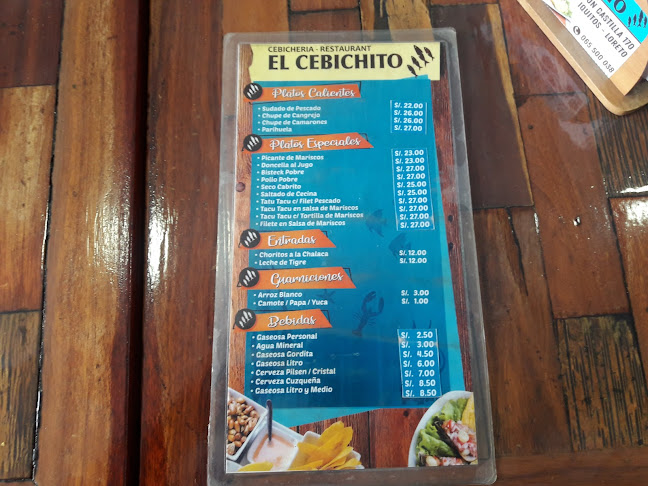 CEBICHERIA - RESTAURANT
EL CEBICHITO
Platos Calientes
• Sudado de Pescado S/. 22.00
• Chupe de Cangrejo S/. 26.00
• Chupe de Camarones S/. 26.00
• Parihuela S/. 27.00
Platos Especiales
• Picante de Mariscos S/. 23.00
• Doncella al Jugo S/. 23.00
• Bisteck Pobre S/. 27.00
• Pollo Pobre S/. 27.00
• Seco Cabrito S/. 25.00
• Saltado de Cecina S/. 25.00
• Tatu Tacu c/ Filet Pescado S/. 27.00
• Tacu Tacu en salsa de Mariscos S/. 27.00
• Tacu Tacu c/ Tortilla de Mariscos S/. 27.00
• Filete en Salsa de Mariscos S/. 27.00
Entradas
• Choritos a la Chalaca S/. 12.00
• Leche de Tigre S/. 12.00
Guarniciones
• Arroz Blanco S/. 3.00
• Camote / Papa / Yuca S/. 1.00
Bebidas
• Gaseosa Personal S/. 2.50
• Agua Mineral S/. 3.00
• Gaseosa Gordita S/. 4.50
• Gaseosa Litro S/. 6.00
• Cerveza Pilsen / Cristal S/. 7.00
• Cerveza Cuzqueña S/. 8.50
• Gaseosa Litro y Medio S/. 8.50
ON CASTILLA 170
IQUITOS - LORETO
065 500 038